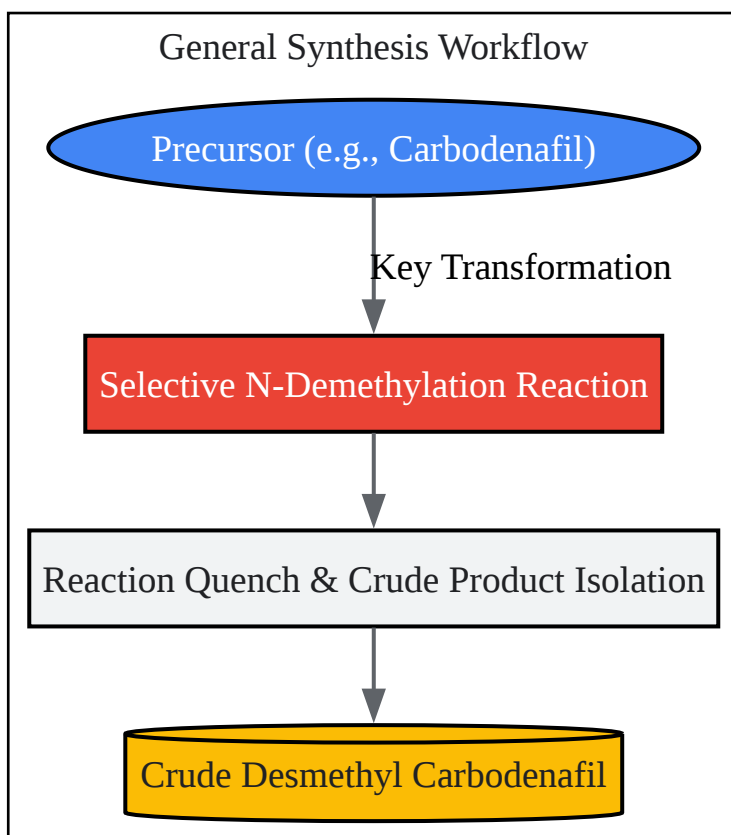 General Synthesis Workflow
Precursor (e.g., Carbodenafil)
Key Transformation
Selective N-Demethylation Reaction
Reaction Quench & Crude Product Isolation
Crude Desmethyl Carbodenafil